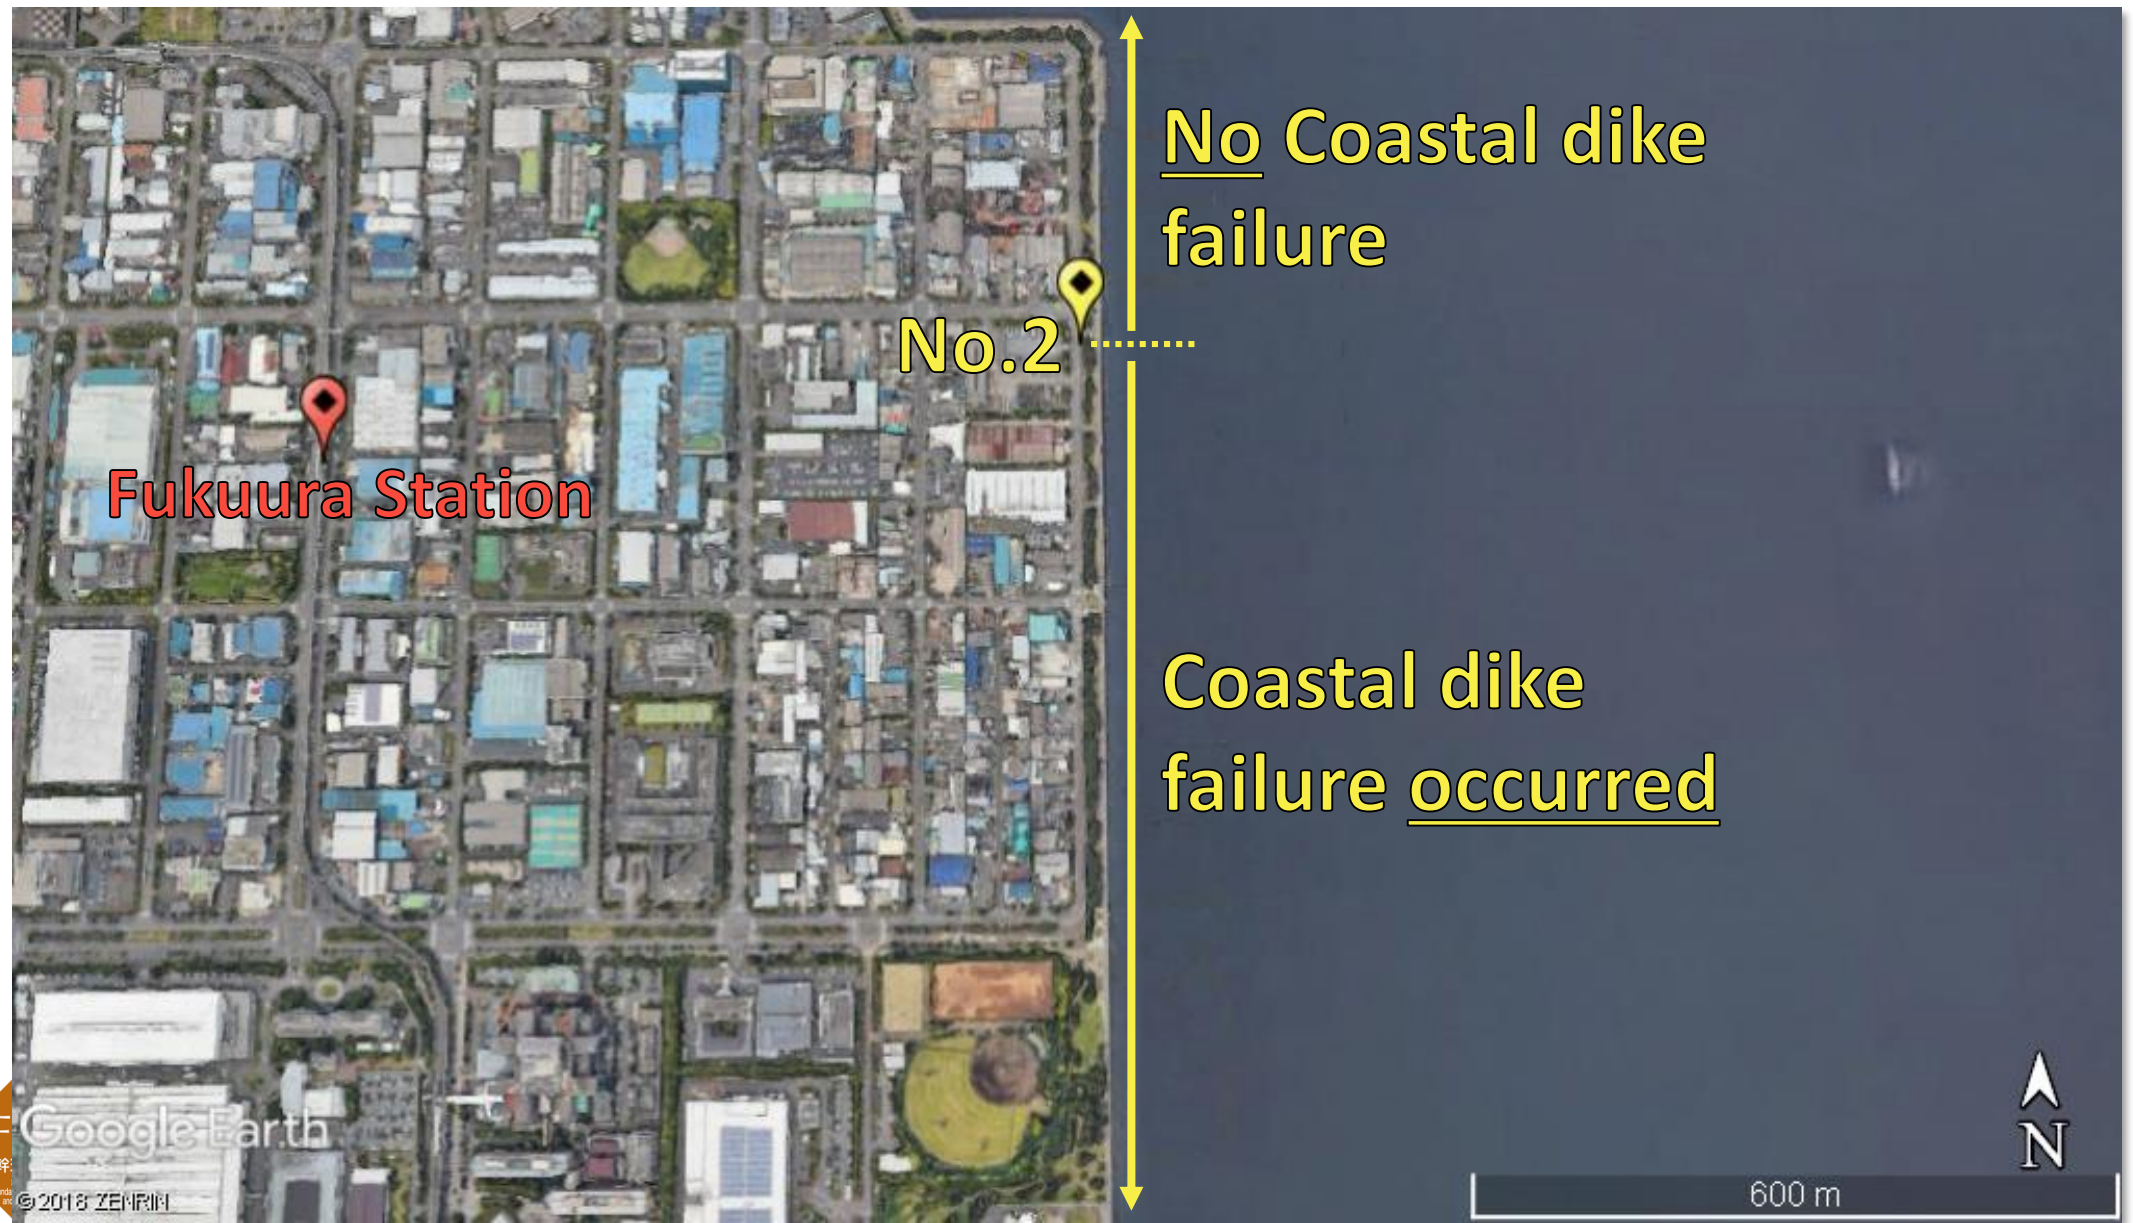 No Coastal dike
failure
No.2
Fukuura Station
Coastal dike
failure occurred
N
Google Earth
©2018 ZENRIN
600 m